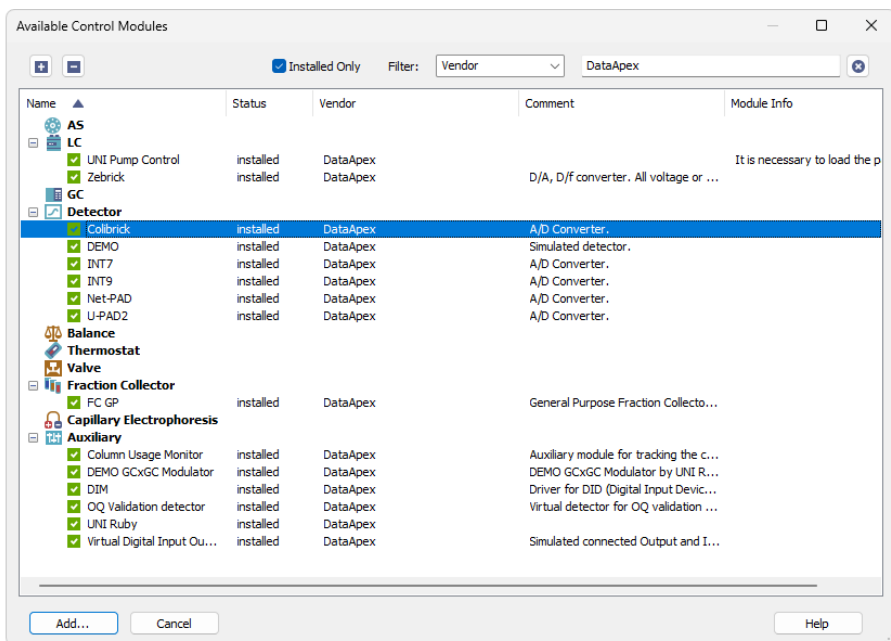 Available Control Modules
Installed Only Filter: Vendor DataApex
Name Status Vendor Comment Module Info
AS
LC
UNI Pump Control installed DataApex It is necessary to load the p
Zebrick installed DataApex D/A, D/f converter. All voltage or ...
GC
Detector
Colibrick installed DataApex A/D Converter.
DEMO installed DataApex Simulated detector.
INT7 installed DataApex A/D Converter.
INT9 installed DataApex A/D Converter.
Net-PAD installed DataApex A/D Converter.
U-PAD2 installed DataApex A/D Converter.
Balance
Thermostat
Valve
Fraction Collector
FC GP installed DataApex General Purpose Fraction Collecto...
Capillary Electrophoresis
Auxiliary
Column Usage Monitor installed DataApex Auxiliary module for tracking the c...
DEMO GCxGC Modulator installed DataApex DEMO GCxGC Modulator by UNI R...
DIM installed DataApex Driver for DID (Digital Input Devic...
OQ Validation detector installed DataApex Virtual detector for OQ validation ...
UNI Ruby installed DataApex
Virtual Digital Input Ou... installed DataApex Simulated connected Output and I...
Add... Cancel Help